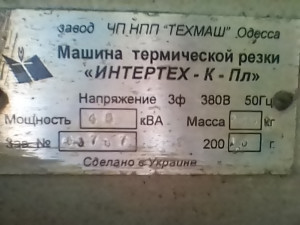 завод ЧП НПП "ТЕХМАШ" г.Одесса
Машина термической резки
«ИНТЕРТЕХ - К - Пл»
Напряжение 3ф 380В 50Гц
Мощность кВА Масса кг
Зав. № 200 г.
Сделано в Украине